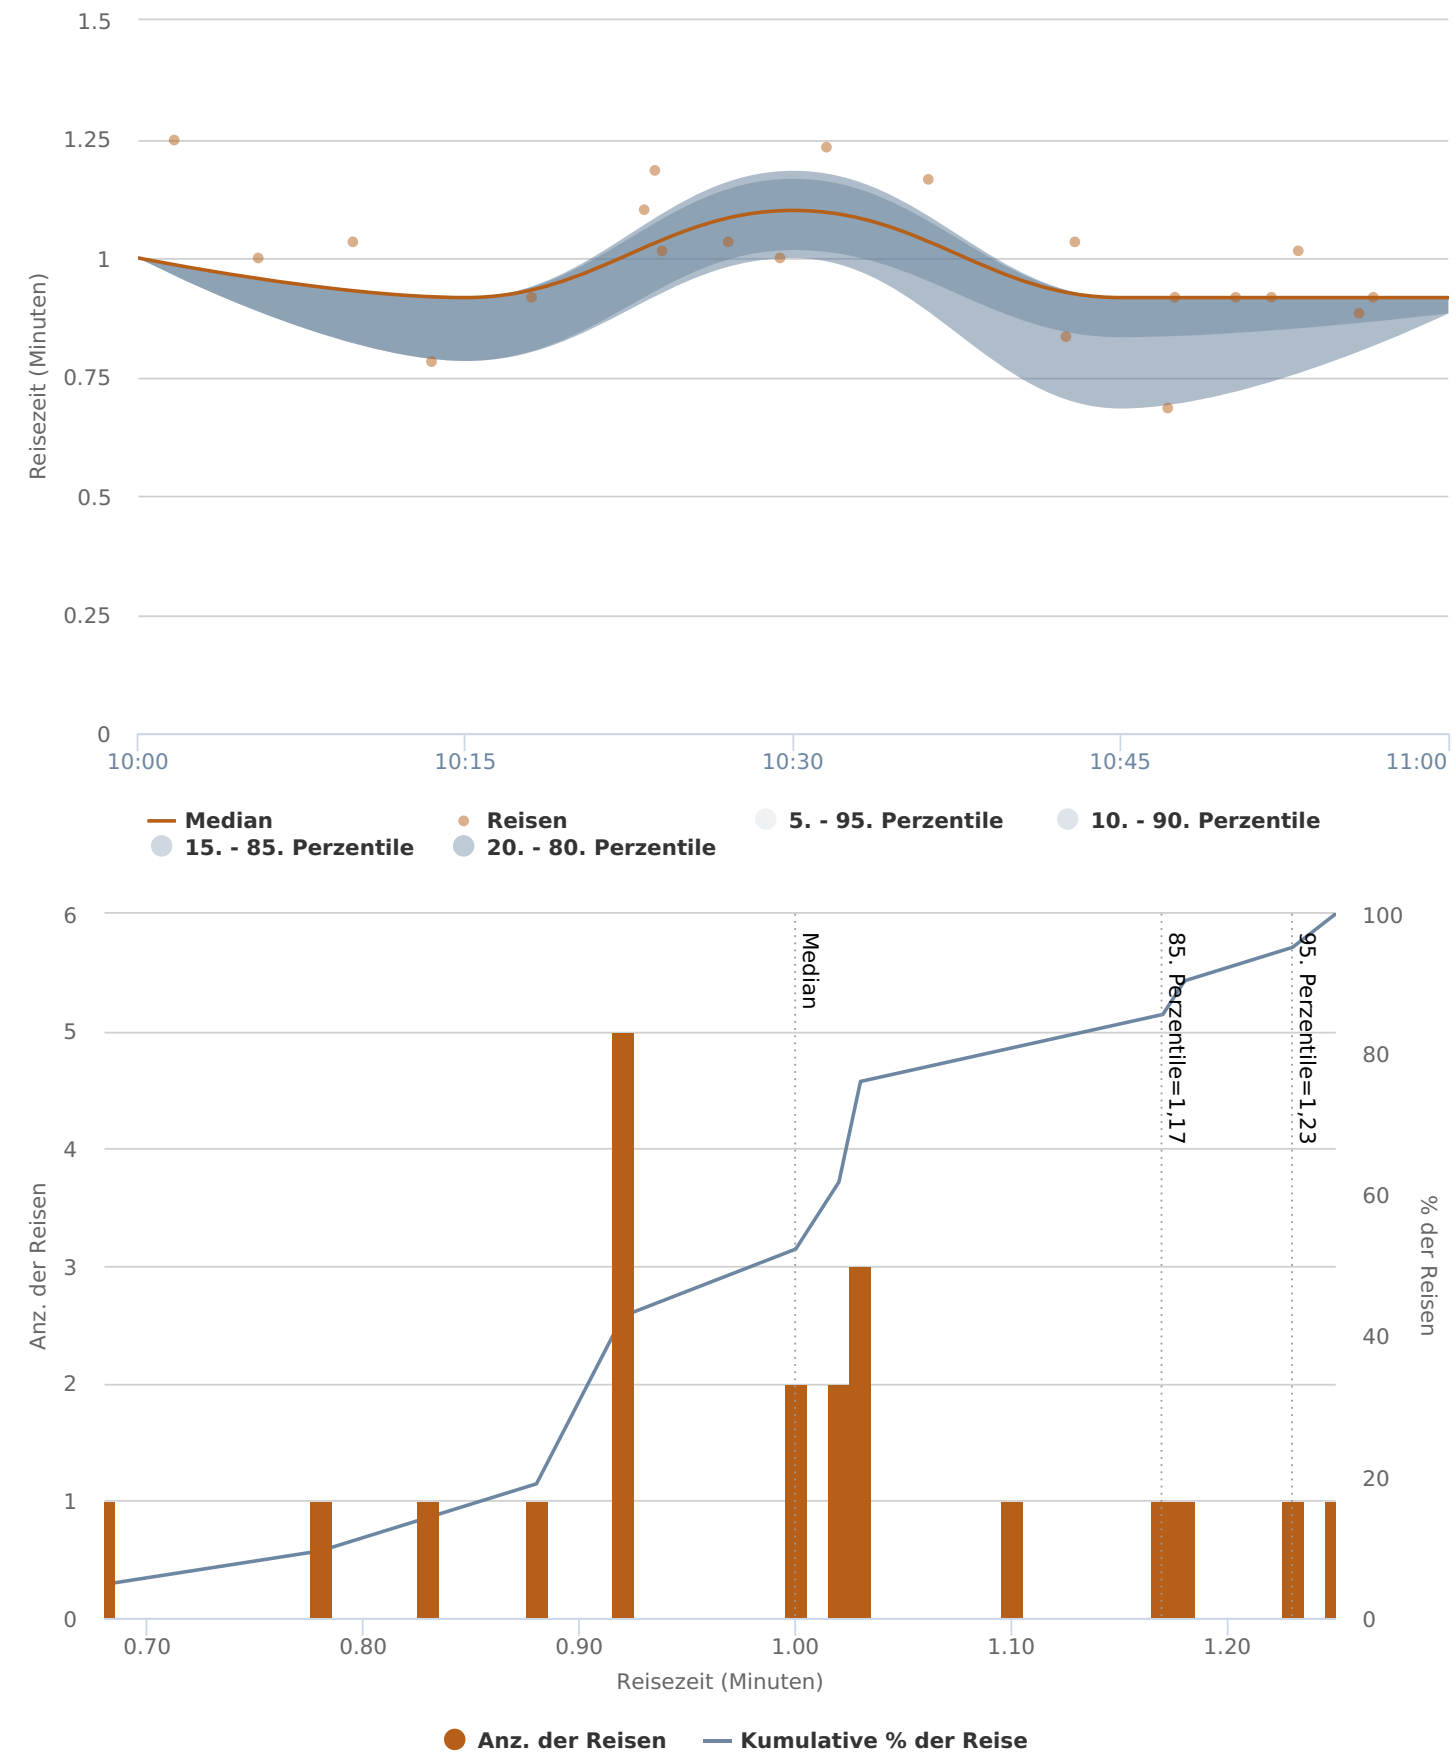 1.5
1.25
1
0.75
0.5
0.25
0
Reisezeit (Minuten)
10:00 10:15 10:30 10:45 11:00
Median Reisen 5. - 95. Perzentile 10. - 90. Perzentile
15. - 85. Perzentile 20. - 80. Perzentile
6
5
4
3
2
1
0
Anz. der Reisen
Median
85. Perzentile=1,17
95. Perzentile=1,23
100
80
60
40
20
0
% der Reisen
0.70 0.80 0.90 1.00 1.10 1.20
Reisezeit (Minuten)
Anz. der Reisen Kumulative % der Reise